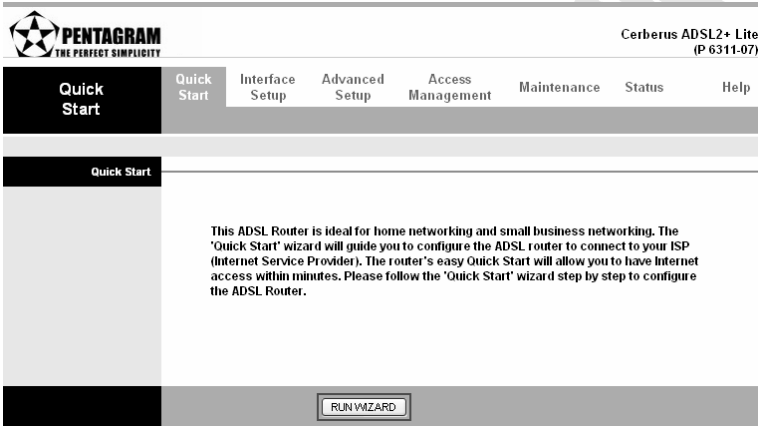 PENTAGRAM
THE PERFECT SIMPLICITY
Cerberus ADSL2+ Lite
(P 6311-07)
Quick
Start
Quick
Start
Interface
Setup
Advanced
Setup
Access
Management
Maintenance
Status
Help
Quick Start
This ADSL Router is ideal for home networking and small business networking. The
'Quick Start' wizard will guide you to configure the ADSL router to connect to your ISP
(Internet Service Provider). The router's easy Quick Start will allow you to have Internet
access within minutes. Please follow the 'Quick Start' wizard step by step to configure
the ADSL Router.
RUN WIZARD